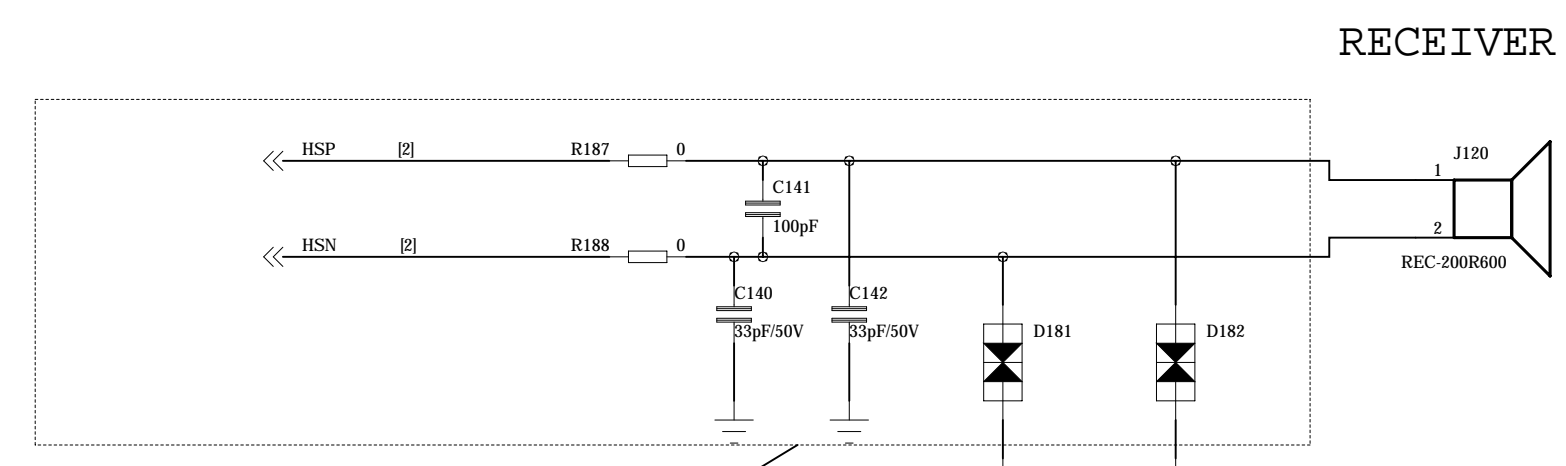 RECEIVER
HSP [2] R187 0
J120
1
C141
100pF
HSN [2] R188 0
2
REC-200R600
C140 C142
33pF/50V 33pF/50V D181 D182